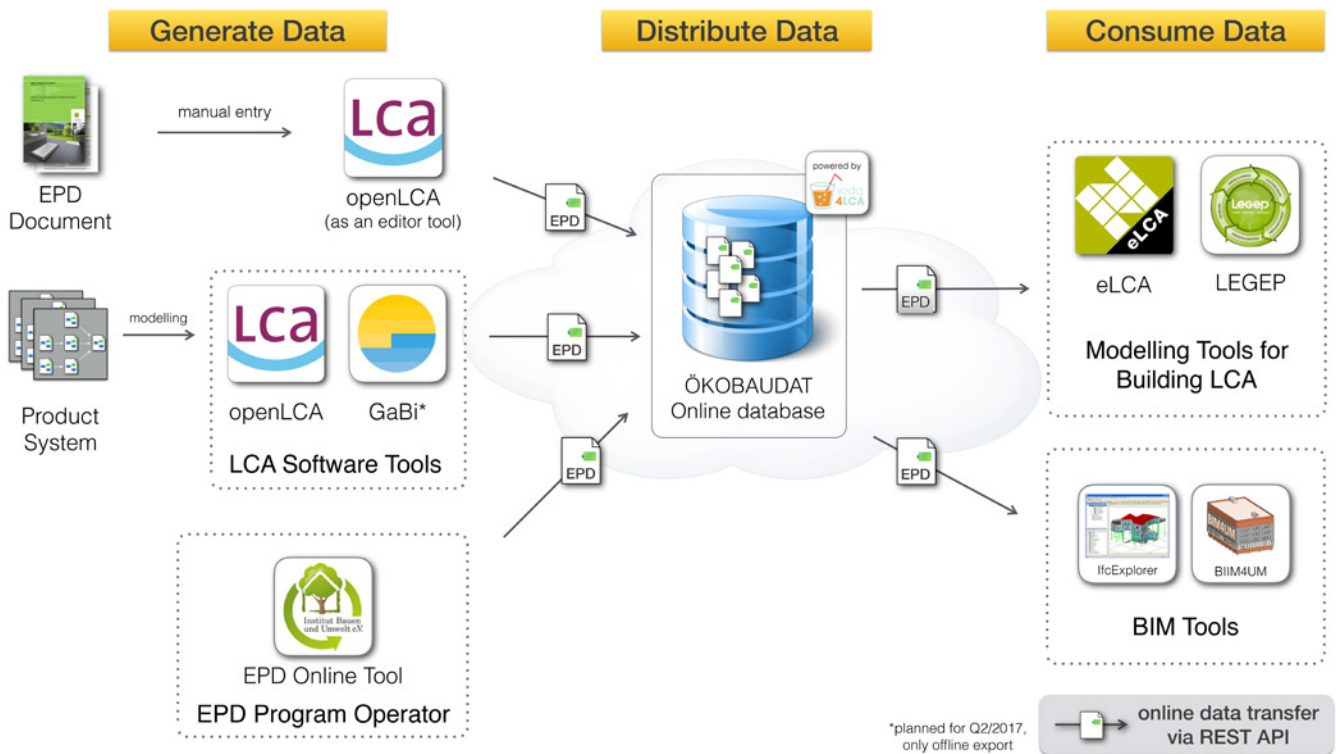 Generate Data
Distribute Data
Consume Data
EPD
Document
manual entry
Lca
openLCA
(as an editor tool)
EPD
powered by
soda
4LCA
ÖKOBAUDAT
Online database
EPD
eLCA
eLCA
Legep
LEGEP
Modelling Tools for
Building LCA
Product
System
modelling
Lca
openLCA
GaBi*
LCA Software Tools
EPD
EPD
EPD
IfcExplorer
BIM4UM
BIIM4UM
BIM Tools
Institut Bauen
und Umwelt e.V.
EPD Online Tool
EPD Program Operator
*planned for Q2/2017,
only offline export
online data transfer
via REST API